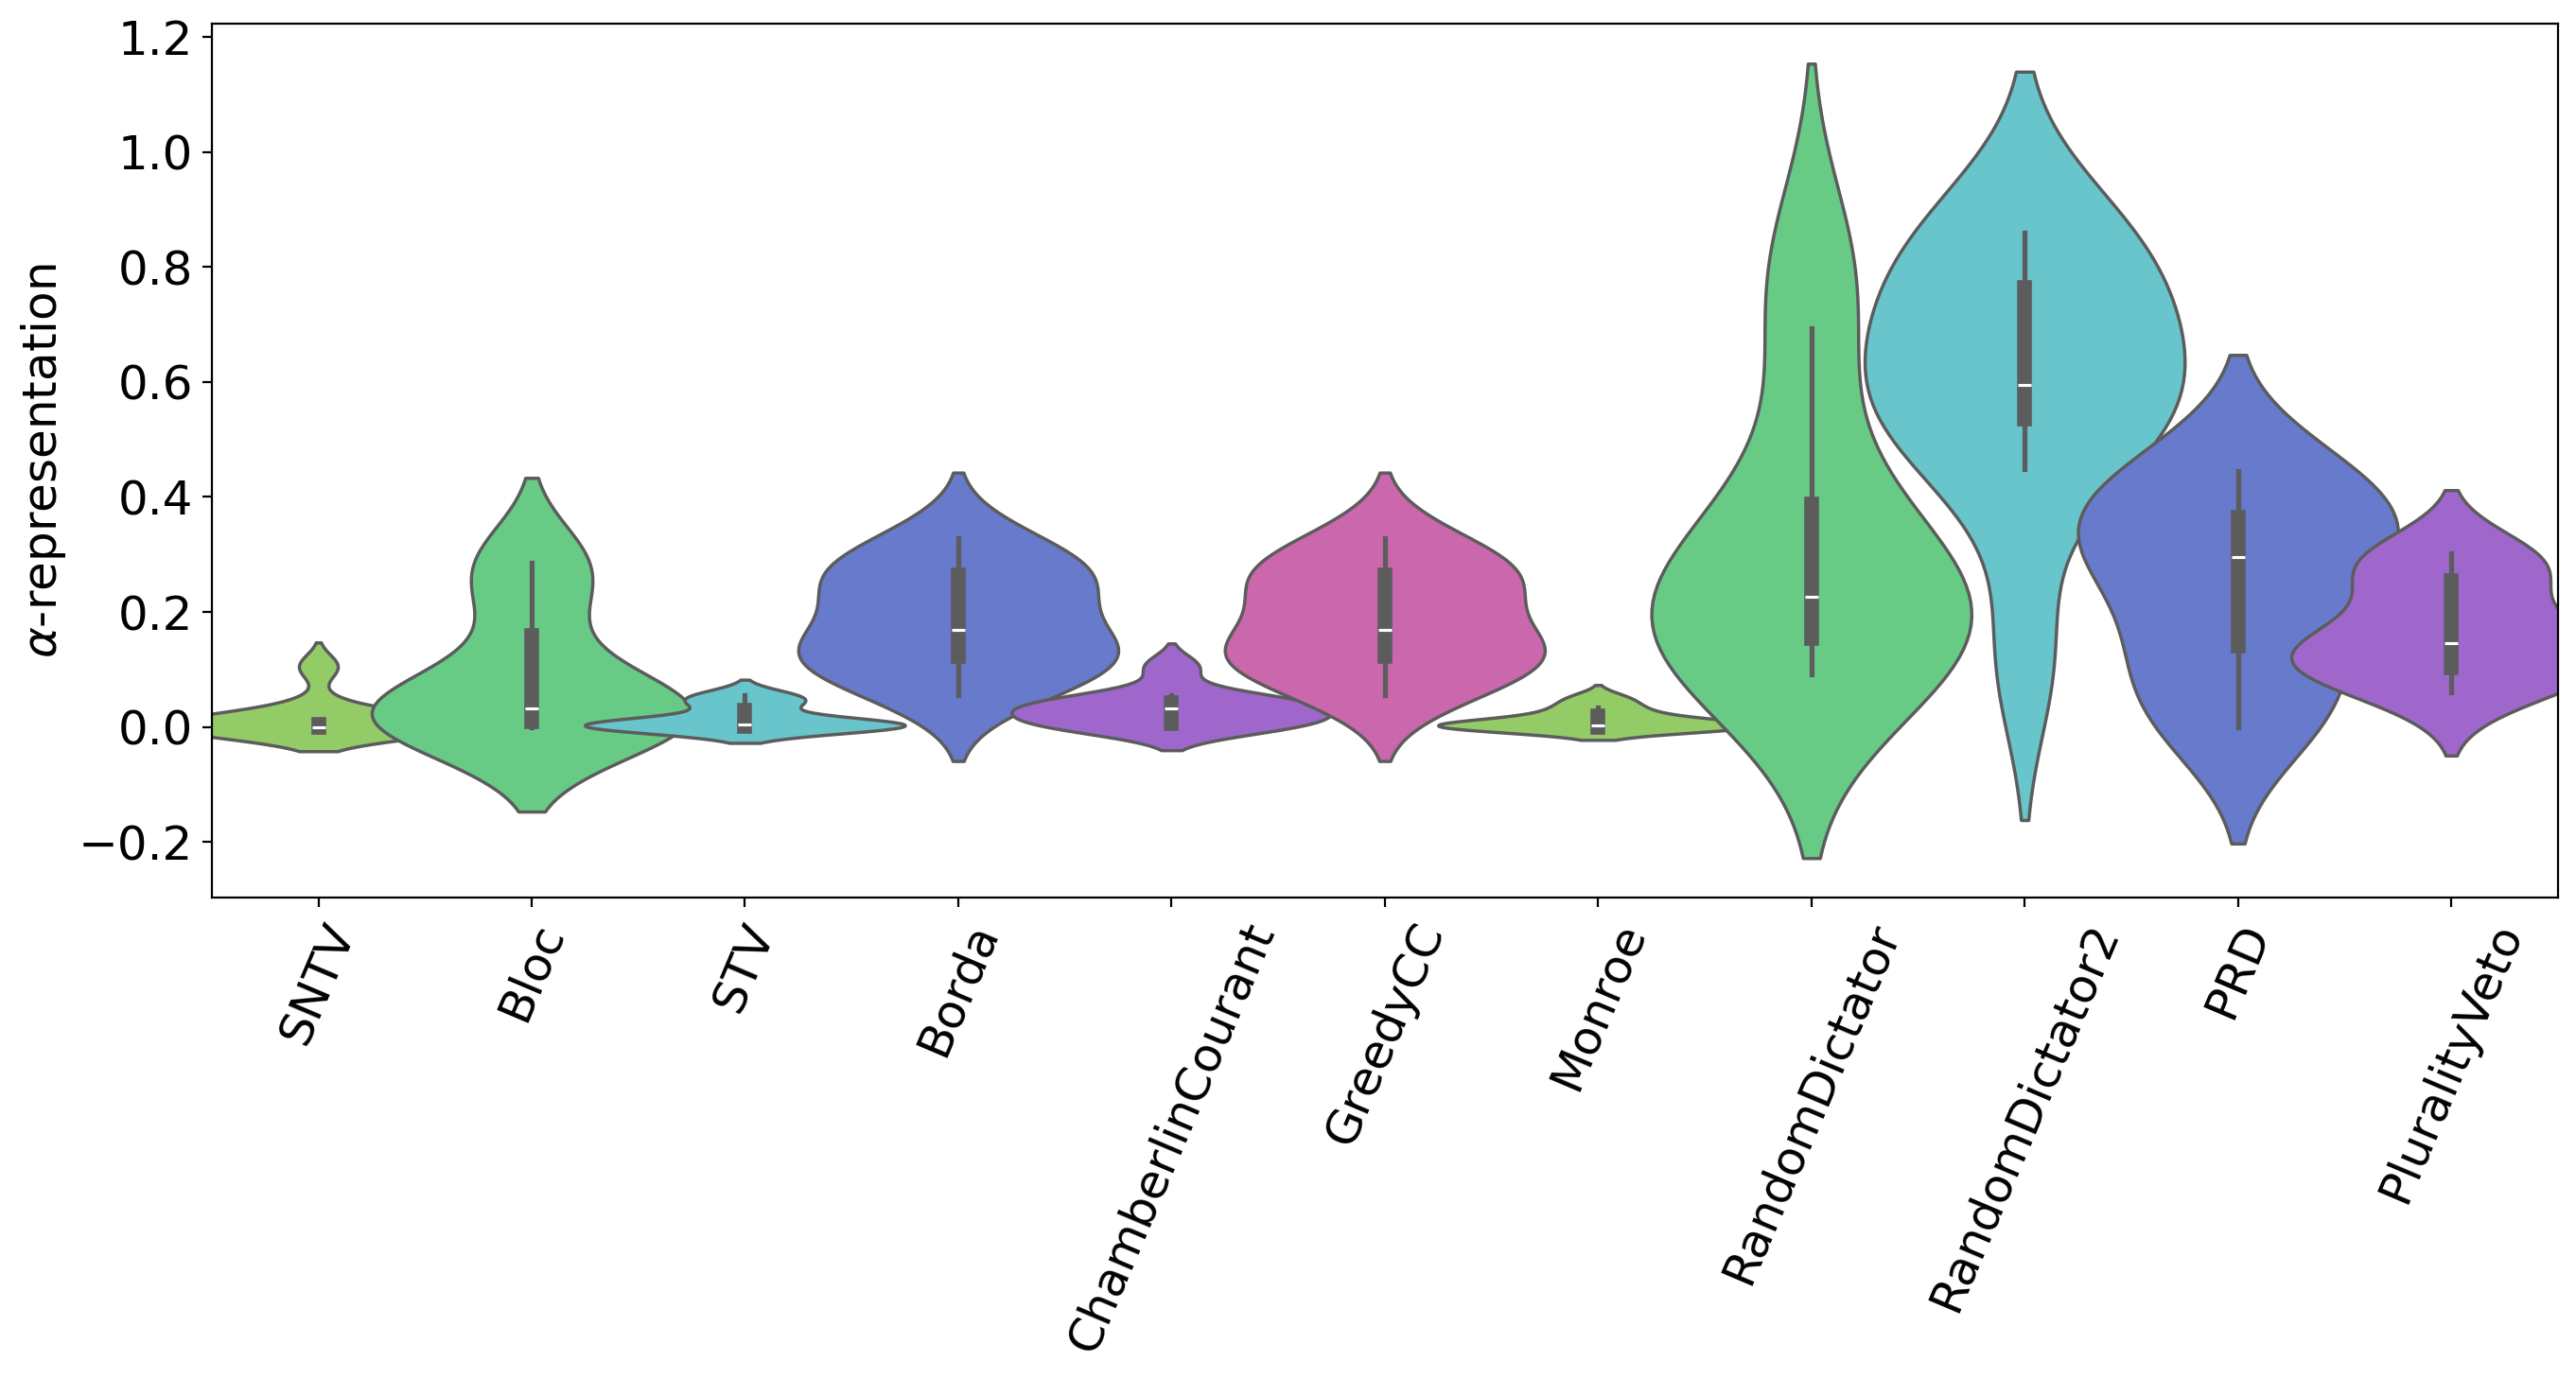 1.2
1.0
0.8
0.6
0.4
0.2
0.0
−0.2
α-representation
SNTV
Bloc
STV
Borda
ChamberlinCourant
GreedyCC
Monroe
RandomDictator
RandomDictator2
PRD
PluralityVeto